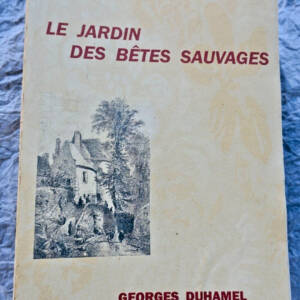 LE JARDIN
DES BÊTES SAUVAGES
GEORGES DUHAMEL